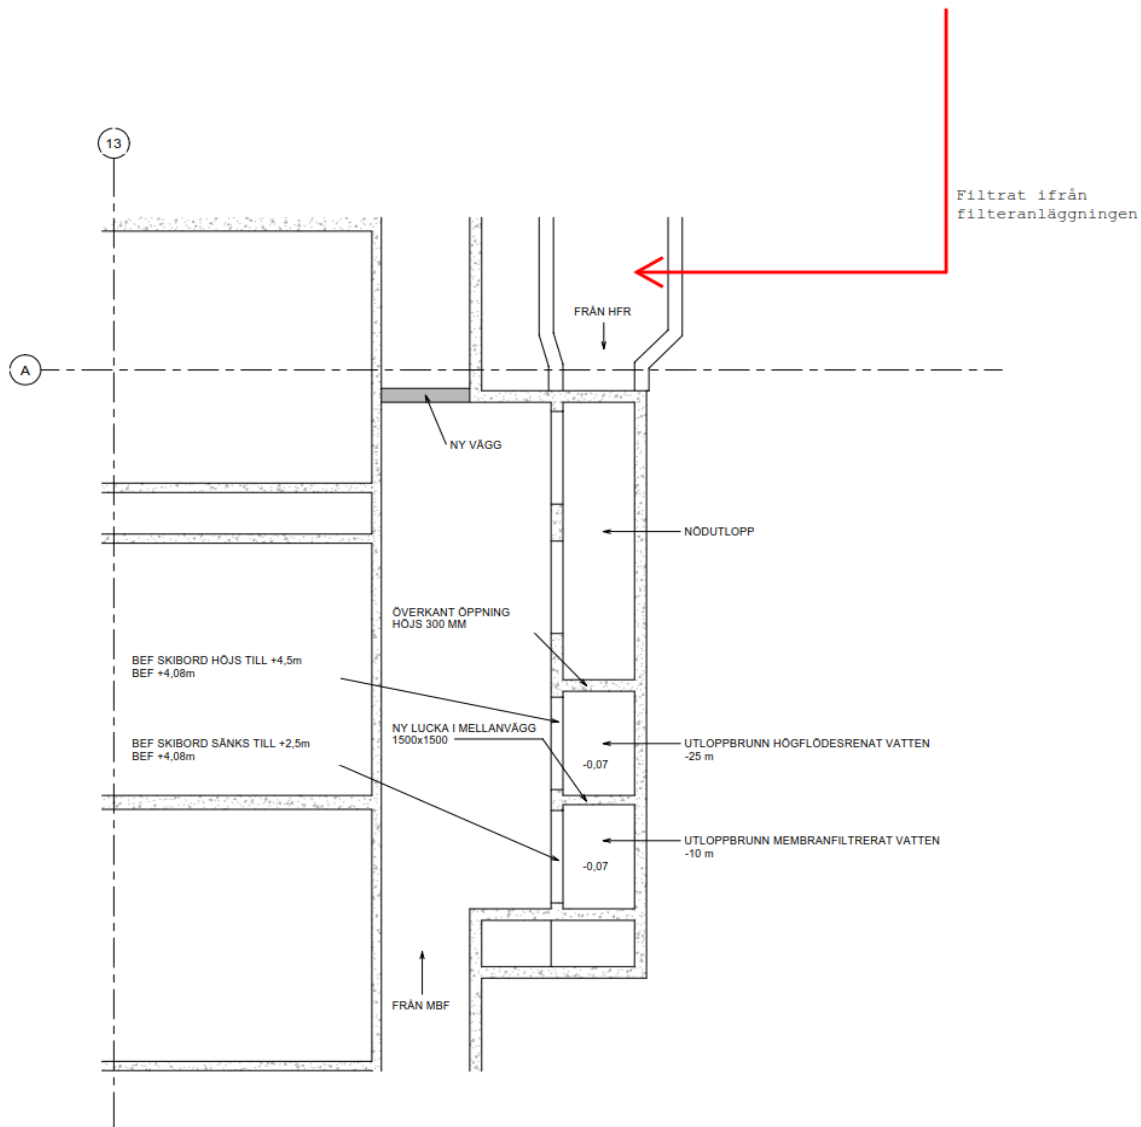 13
Filtrat ifrån
filteranläggningen
FRÅN HFR
A
NY VÄGG
NÖDUTLOPP
ÖVERKANT ÖPPNING
HÖJS 300 MM
BEF SKIBORD HÖJS TILL +4,5m
BEF +4,08m
NY LUCKA I MELLANVÄGG
1500x1500
BEF SKIBORD SÄNKS TILL +2,5m
BEF +4,08m
UTLOPPBRUNN HÖGFLÖDESRENAT VATTEN
-25 m
-0,07
UTLOPPBRUNN MEMBRANFILTRERAT VATTEN
-10 m
-0,07
FRÅN MBF